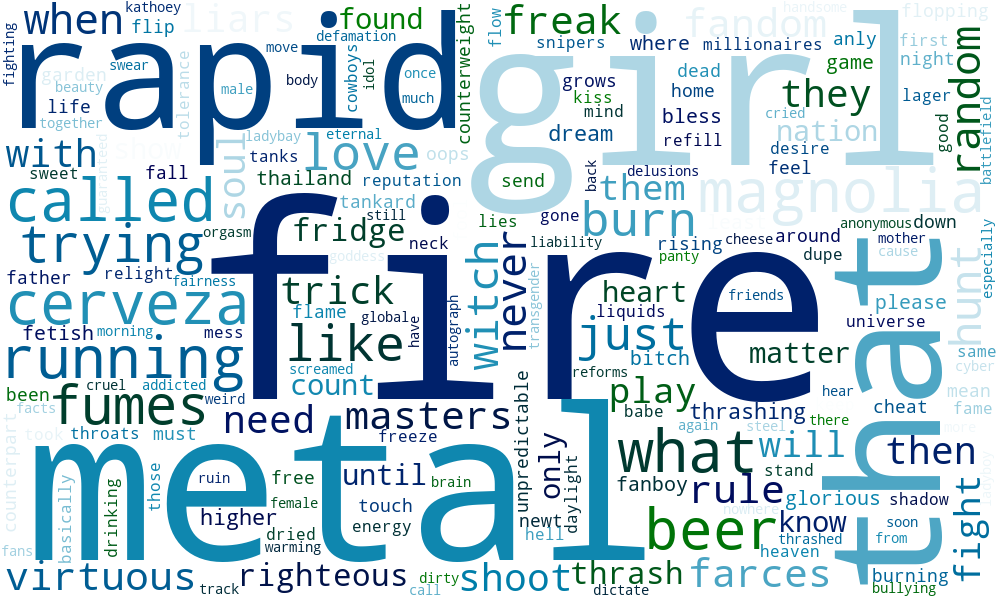 rapid
girl
fire
metal
that
when
kathoey
flip
liars
found
defamation
fighting
swear
garden
beauty
life
together
tolerance
move
male
body
cowboys
idol
once
much
counterweight
flow
freak
snipers
where
fandom
millionaires
handsome
anly
game
flopping
first
night
lager
random
good
battlefield
grows
kiss
mind
dead
home
they
bless
refill
dream
cried
nation
desire
feel
with
sweet
guaranteed
show
fall
soul
ladybay
tanks
eternal
love
oops
thailand
reputation
send
back
delusions
them
magnolia
called
orgasm
tankard
still
fridge
neck
goddess
lies
gone
liability
burn
rising
panty
cheese
around
dupe
anonymous
down
mother
cause
especially
trying
father
relight
fairness
cerveza
fetish
morning
mess
running
trick
flame
globale
have
like
screamed
count
autograph
witch
never
transgender
heart
liquids
just
bitch
reforms
friends
universe
please
hunt
matter
same
cyber
mean
fame
more
been
cruel
addicted
weird
facts
fumes
took
throats
must
need
masters
freeze
unpredictable
play
babe
thrashing
again
steel
there
hear
cheat
counterpart
basically
drinking
those
ruin
free
female
until
brain
touch
energy
higher
dried
warming
only
daylight
newt
hell
what
fanboy
will
stand
rule
glorious
nowhere
then
shadow
ladyboy
fight
fans
virtuous
track
righteous
dirty
call
shoot
thrash
dictate
beer
know
thrashed
heaven
farces
soon
from
burning
bullying